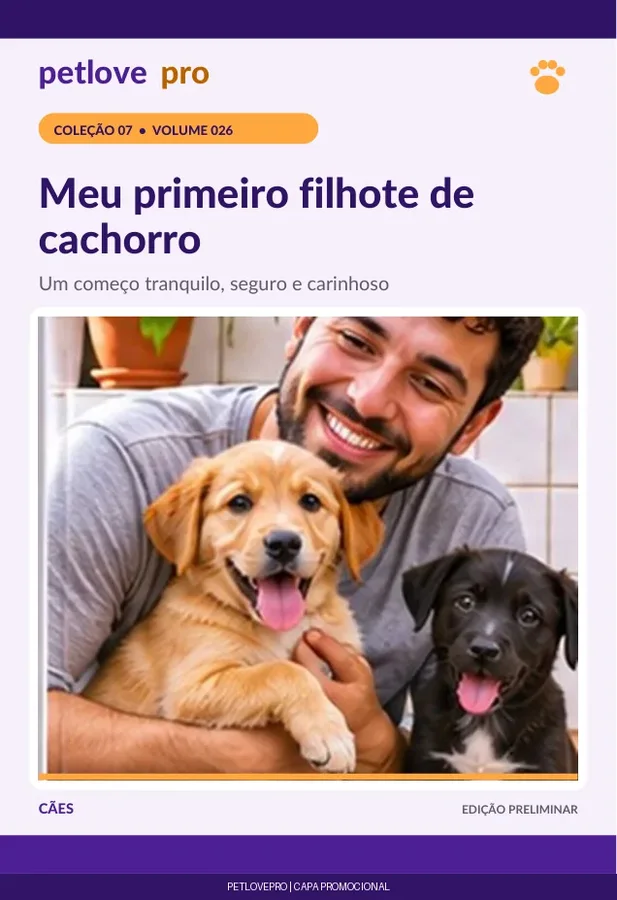 petlove pro
COLEÇÃO 07 • VOLUME 026
Meu primeiro filhote de
cachorro
Um começo tranquilo, seguro e carinhoso
CÃES
EDIÇÃO PRELIMINAR
PETLOVEPRO | CAPA PROMOCIONAL